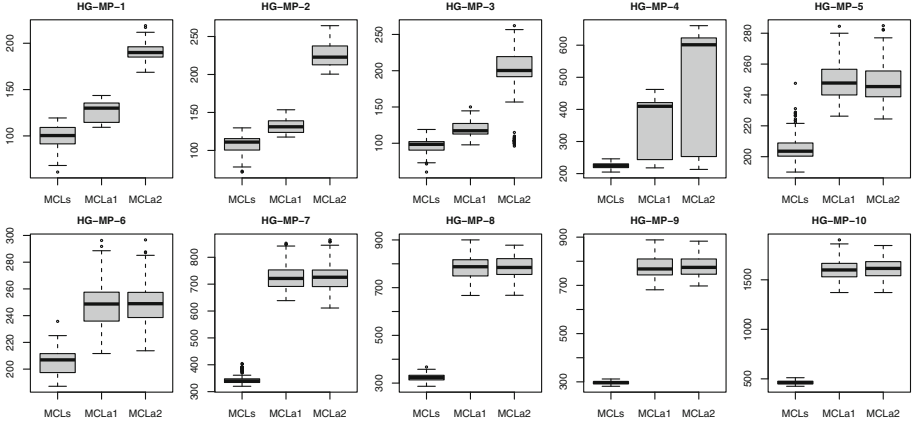 HG-MP-1 HG-MP-2 HG-MP-3 HG-MP-4 HG-MP-5
100 150 200
100 150 200 250
100 150 200 250
200 300 400 500 600
200 220 240 260 280
MCLs MCLa1 MCLa2 MCLs MCLa1 MCLa2 MCLs MCLa1 MCLa2 MCLs MCLa1 MCLa2 MCLs MCLa1 MCLa2
HG-MP-6 HG-MP-7 HG-MP-8 HG-MP-9 HG-MP-10
200 220 240 260 280 300
300 400 500 600 700
300 500 700 900
300 500 700 900
500 1000 1500
MCLs MCLa1 MCLa2 MCLs MCLa1 MCLa2 MCLs MCLa1 MCLa2 MCLs MCLa1 MCLa2 MCLs MCLa1 MCLa2